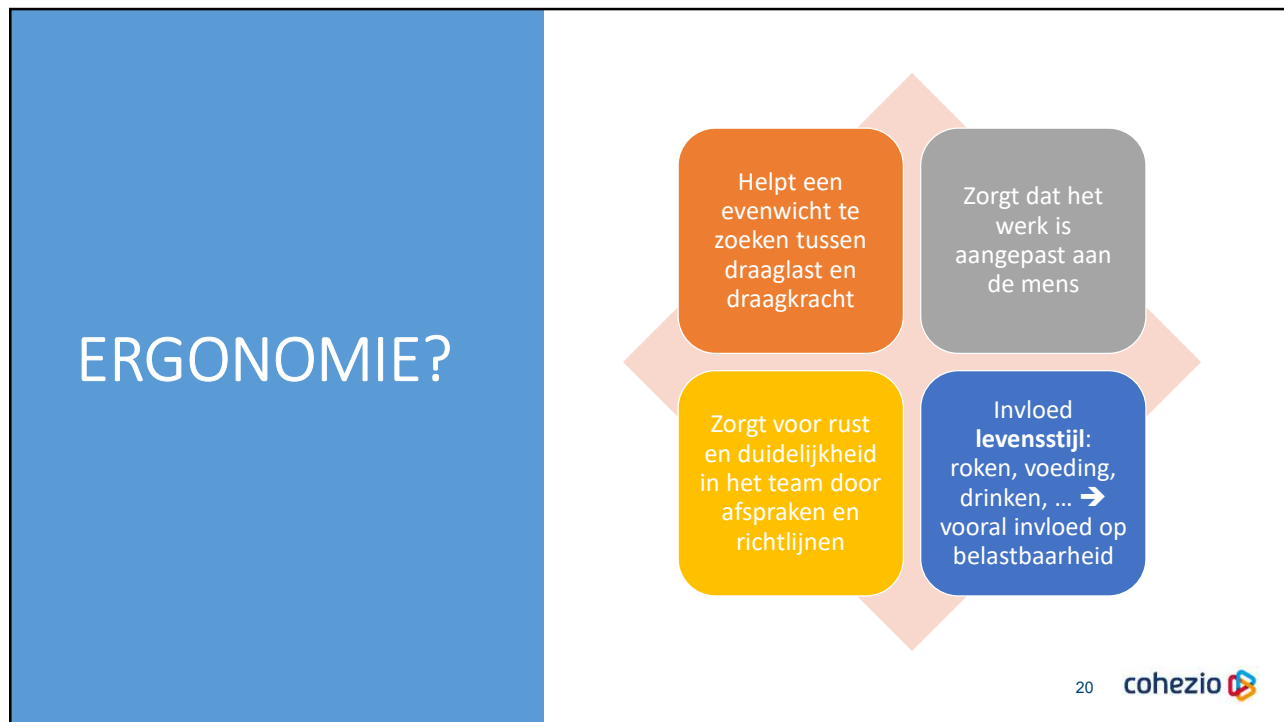 ERGONOMIE?
Helpt een
evenwicht te
zoeken tussen
draaglast en
draagkracht
Zorgt dat het
werk is
aangepast aan
de mens
Zorgt voor rust
en duidelijkheid
in het team door
afspraken en
richtlijnen
Invloed
levensstijl:
roken, voeding,
drinken, … ➔
vooral invloed op
belastbaarheid
20
cohezio